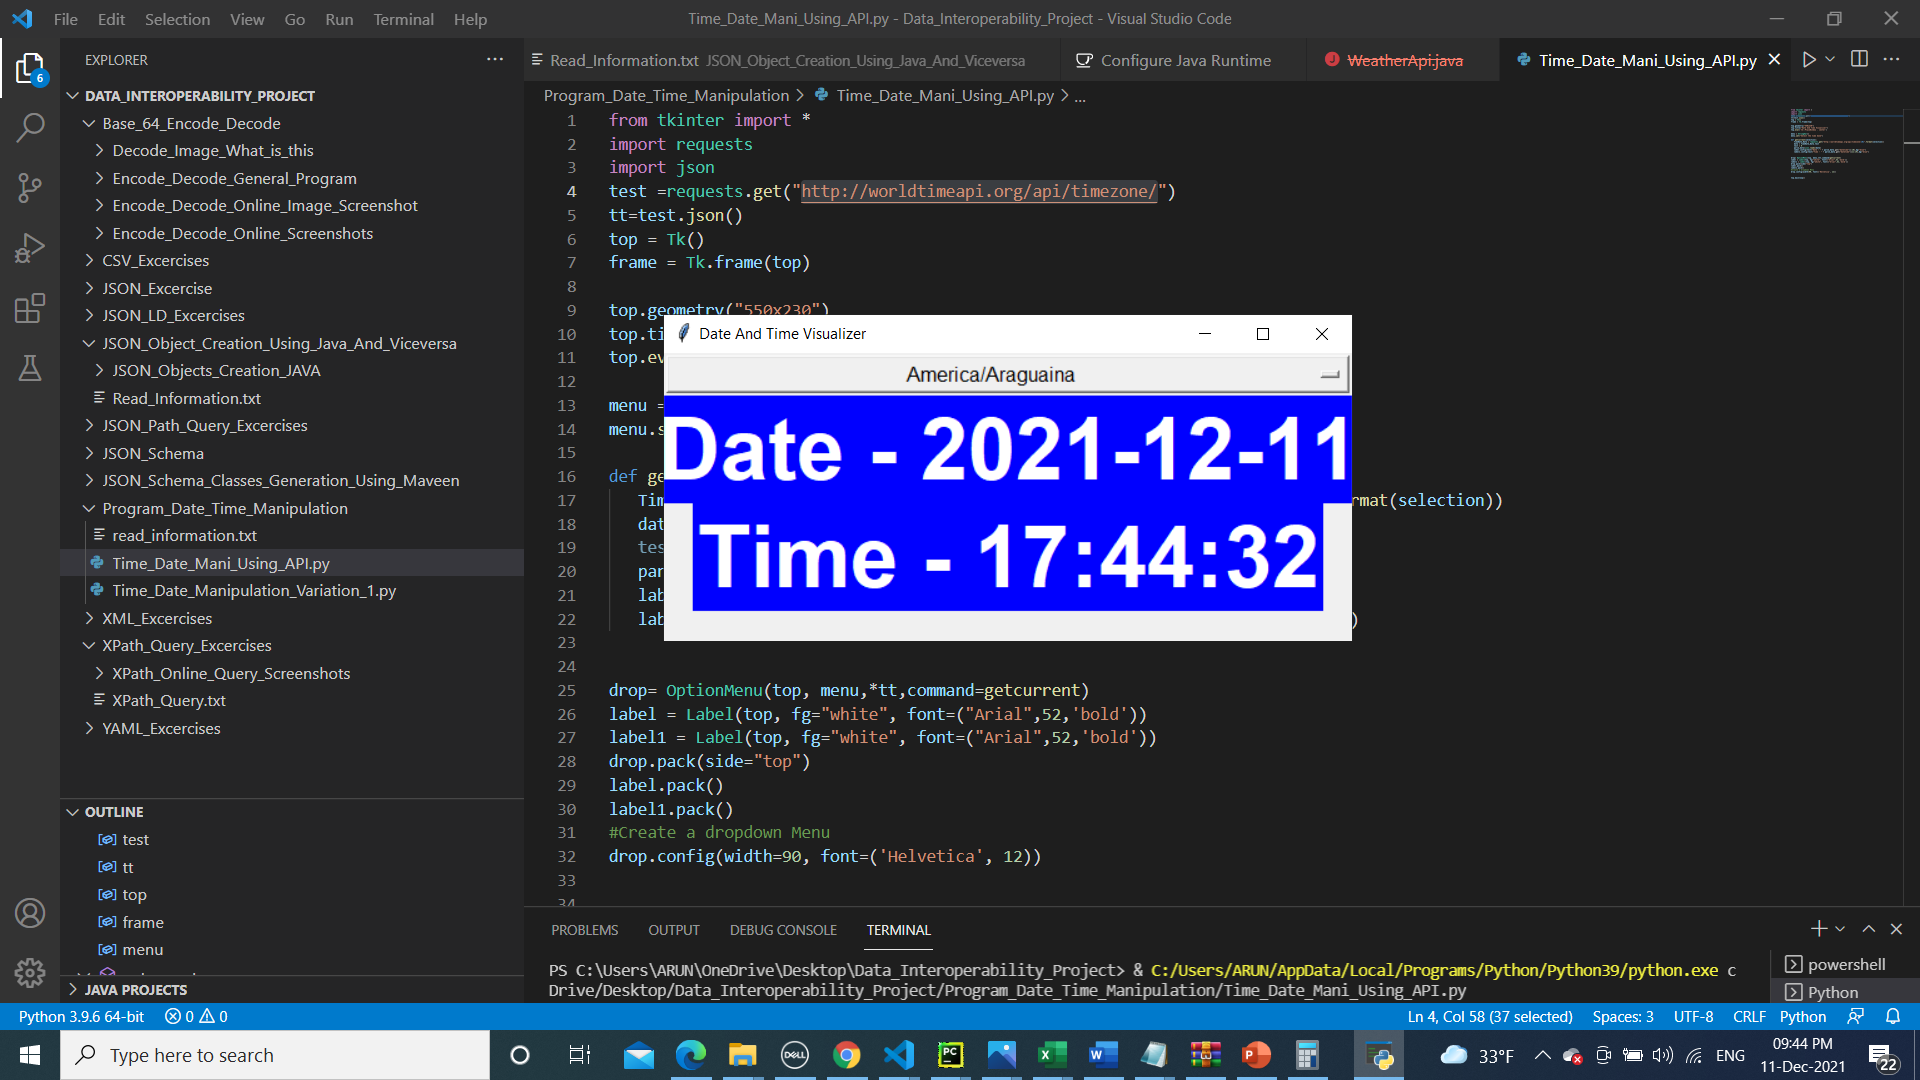 File Edit Selection View Go Run Terminal Help
Time_Date_Mani_Using_API.py - Data_Interoperability_Project - Visual Studio Code
6
EXPLORER
DATA_INTEROPERABILITY_PROJECT
Base_64_Encode_Decode
Decode_Image_What_is_this
Encode_Decode_General_Program
Encode_Decode_Online_Image_Screenshot
Encode_Decode_Online_Screenshots
CSV_Excercises
JSON_Excercise
JSON_LD_Excercises
JSON_Object_Creation_Using_Java_And_Viceversa
JSON_Objects_Creation_JAVA
Read_Information.txt
JSON_Path_Query_Excercises
JSON_Schema
JSON_Schema_Classes_Generation_Using_Maveen
Program_Date_Time_Manipulation
read_information.txt
Time_Date_Mani_Using_API.py
Time_Date_Manipulation_Variation_1.py
XML_Excercises
XPath_Query_Excercises
XPath_Online_Query_Screenshots
XPath_Query.txt
YAML_Excercises
OUTLINE
test
tt
top
frame
menu
JAVA PROJECTS
Read_Information.txt JSON_Object_Creation_Using_Java_And_Viceversa
Configure Java Runtime
WeatherApi.java
Time_Date_Mani_Using_API.py
Program_Date_Time_Manipulation > Time_Date_Mani_Using_API.py > ...
1 from tkinter import *
2 import requests
3 import json
4 test =requests.get("http://worldtimeapi.org/api/timezone/")
5 tt=test.json()
6 top = Tk()
7 frame = Tk.frame(top)
8
9 top.geometry("550x230")
10 top.ti
11 top.ev
12
13 menu =
14 menu.s
15
16 def ge
17 Tim rmat(selection))
18 dat
19 tes
20 par
21 lab
22 lab )
23
24
25 drop= OptionMenu(top, menu,*tt,command=getcurrent)
26 label = Label(top, fg="white", font=("Arial",52,'bold'))
27 label1 = Label(top, fg="white", font=("Arial",52,'bold'))
28 drop.pack(side="top")
29 label.pack()
30 label1.pack()
31 #Create a dropdown Menu
32 drop.config(width=90, font=('Helvetica', 12))
33
34
Date And Time Visualizer
America/Araguaina
Date - 2021-12-11
Time - 17:44:32
PROBLEMS OUTPUT DEBUG CONSOLE TERMINAL
PS C:\Users\ARUN\OneDrive\Desktop\Data_Interoperability_Project> & C:/Users/ARUN/AppData/Local/Programs/Python/Python39/python.exe c
Drive/Desktop/Data_Interoperability_Project/Program_Date_Time_Manipulation/Time_Date_Mani_Using_API.py
powershell
Python
Python 3.9.6 64-bit 0 0
Ln 4, Col 58 (37 selected) Spaces: 3 UTF-8 CRLF Python
Type here to search
DELL
PC
33°F
ENG
09:44 PM
11-Dec-2021
22